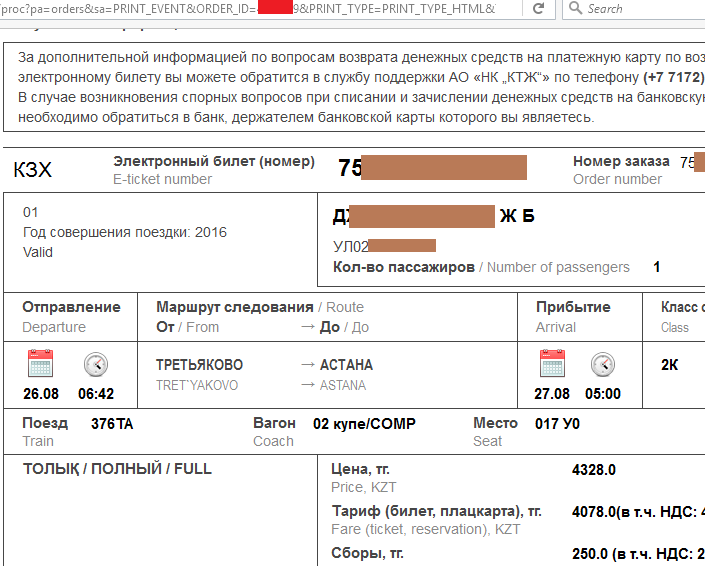 proc?pa=orders&sa=PRINT_EVENT&ORDER_ID=9&PRINT_TYPE=PRINT_TYPE_HTML& Search
За дополнительной информацией по вопросам возврата денежных средств на платежную карту по воз
электронному билету вы можете обратится в службу поддержки АО «НК „КТЖ“» по телефону (+7 7172)
В случае возникновения спорных вопросов при списании и зачислении денежных средств на банковску
необходимо обратиться в банк, держателем банковской карты которого вы являетесь.
КЗХ Электронный билет (номер) 75 Номер заказа 75
E-ticket number Order number
01
Год совершения поездки: 2016
Valid
Ж Б
УЛ02
Кол-во пассажиров / Number of passengers 1
Отправление Маршрут следования / Route Прибытие Класс
Departure От / From → До / До Arrival Class
ТРЕТЬЯКОВО → АСТАНА 2К
TRET`YAKOVO → ASTANA
26.08 06:42 27.08 05:00
Поезд 376ТА Вагон 02 купе/COMP Место 017 У0
Train Coach Seat
ТОЛЫҚ / ПОЛНЫЙ / FULL Цена, тг. 4328.0
Price, KZT
Тариф (билет, плацкарта), тг. 4078.0(в т.ч. НДС: 4
Fare (ticket, reservation), KZT
Сборы, тг. 250.0 (в т.ч. НДС: 2